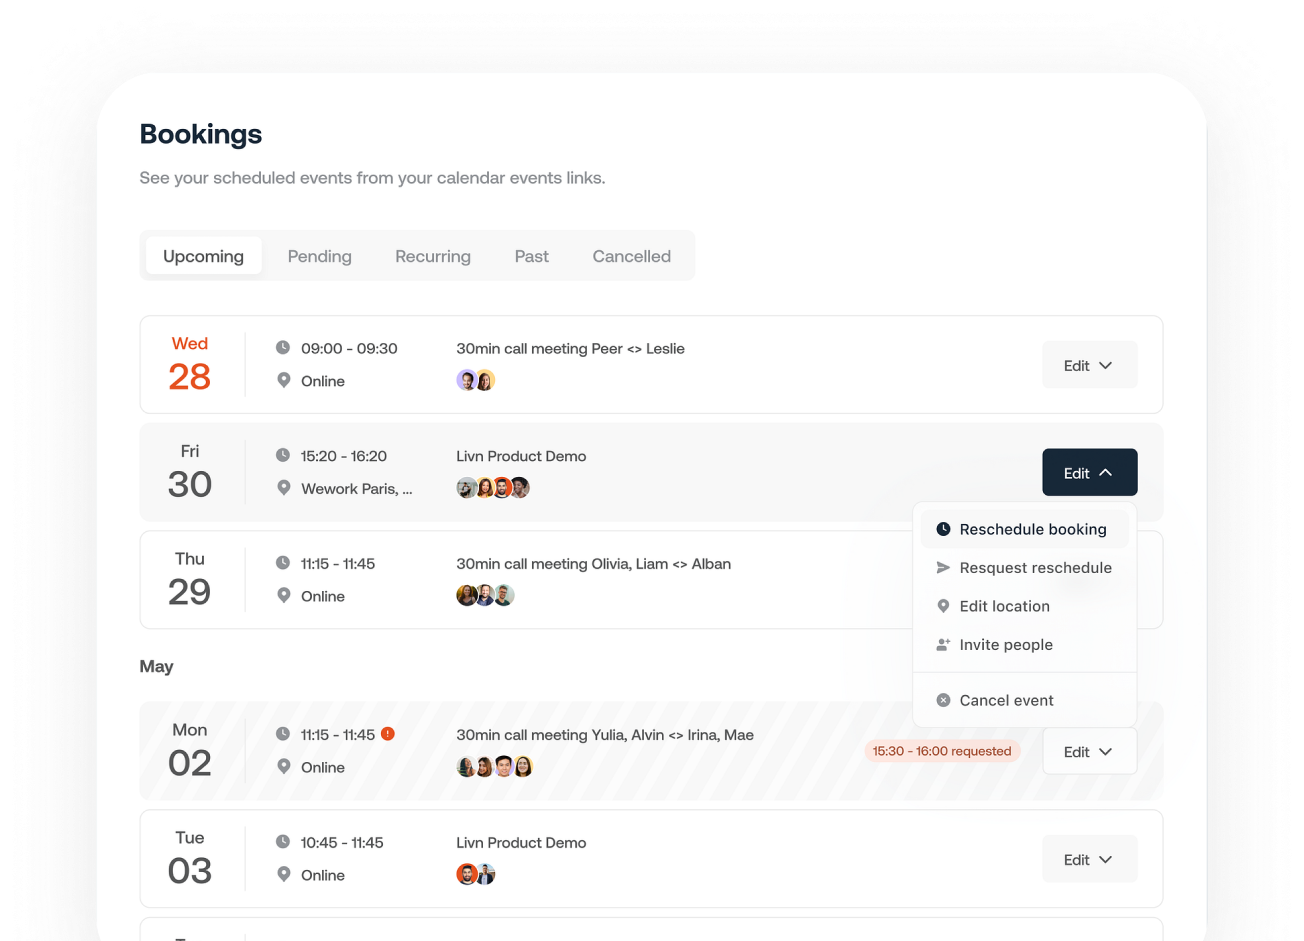 Bookings
See your scheduled events from your calendar events links.
Upcoming Pending Recurring Past Cancelled
Wed
28
09:00 - 09:30
Online
30min call meeting Peer <> Leslie
Edit
Fri
30
15:20 - 16:20
Wework Paris, ...
Livn Product Demo
Edit
Reschedule booking
Resquest reschedule
Edit location
Invite people
Cancel event
Thu
29
11:15 - 11:45
Online
30min call meeting Olivia, Liam <> Alban
May
Mon
02
11:15 - 11:45
Online
30min call meeting Yulia, Alvin <> Irina, Mae
15:30 - 16:00 requested
Edit
Tue
03
10:45 - 11:45
Online
Livn Product Demo
Edit